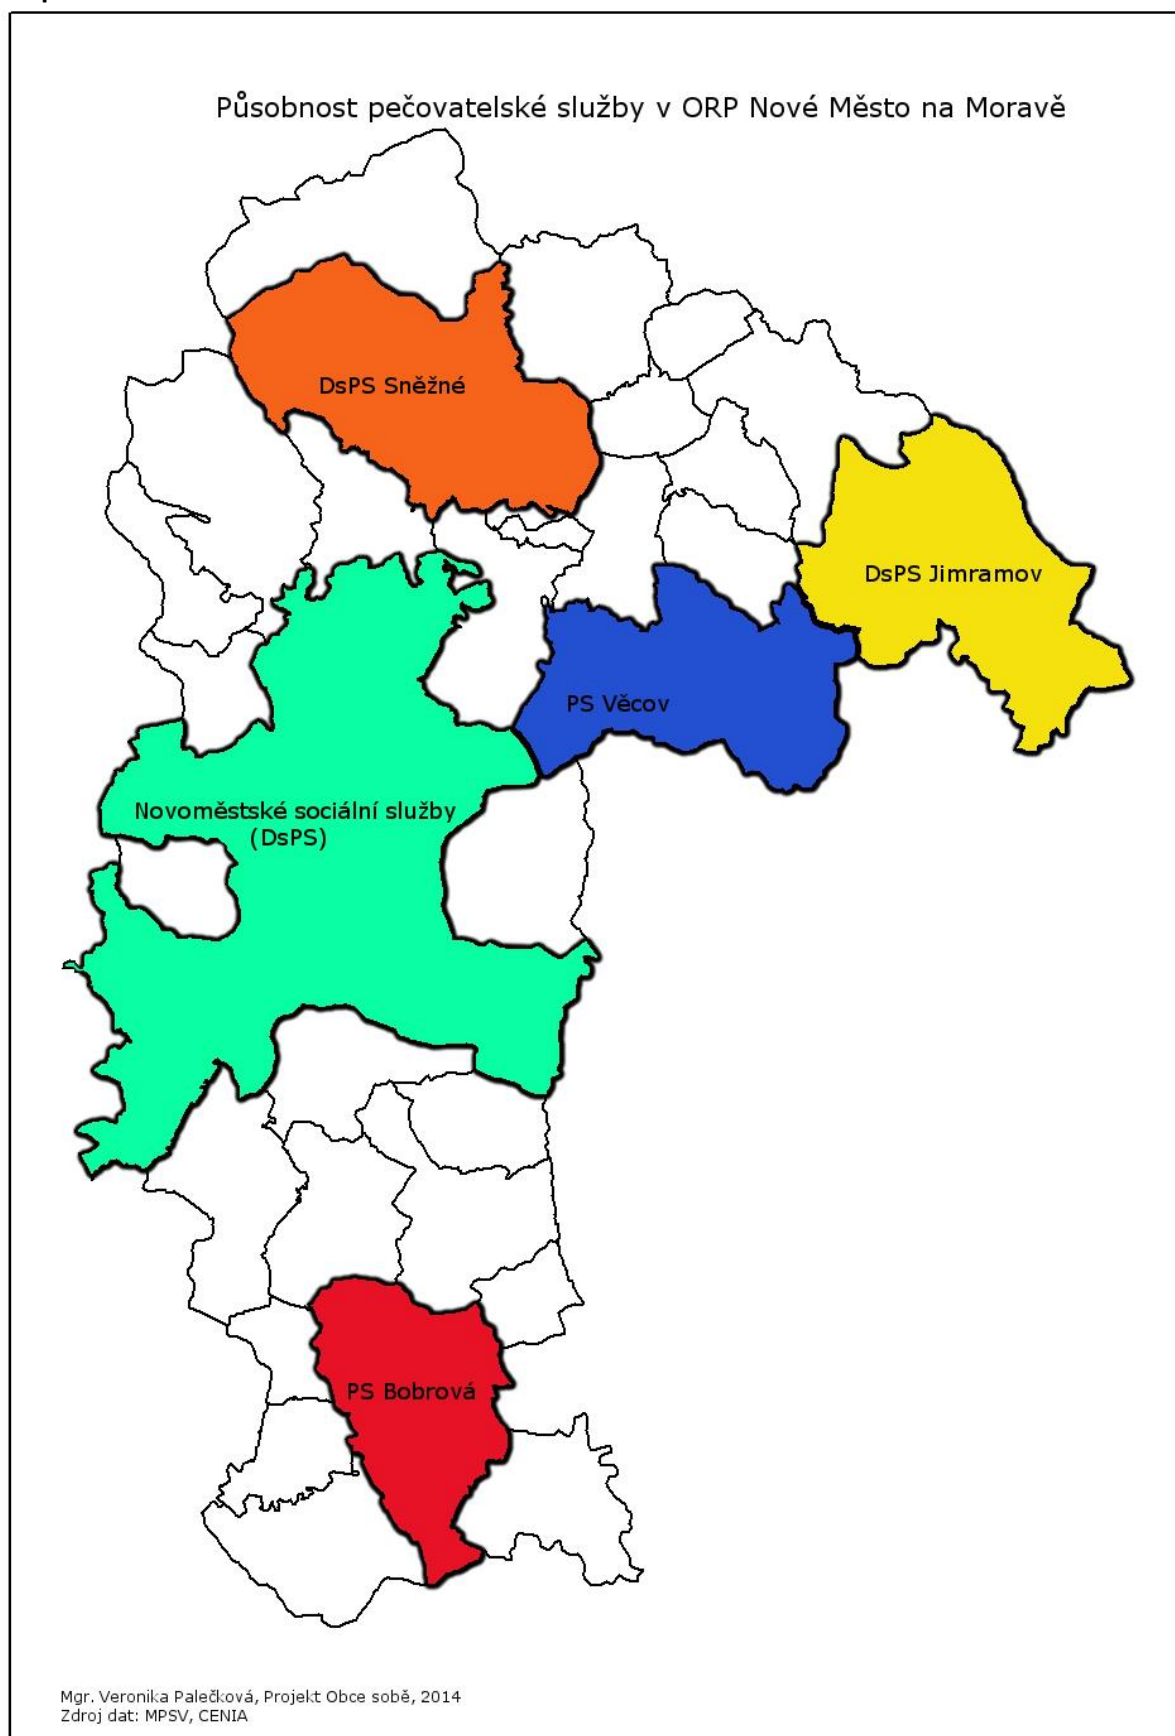 Působnost pečovatelské služby v ORP Nové Město na Moravě
DsPS Sněžné
DsPS Jimramov
PS Věcov
Novoměstské sociální služby
(DsPS)
PS Bobrová
Mgr. Veronika Palečková, Projekt Obce sobě, 2014
Zdroj dat: MPSV, CENIA